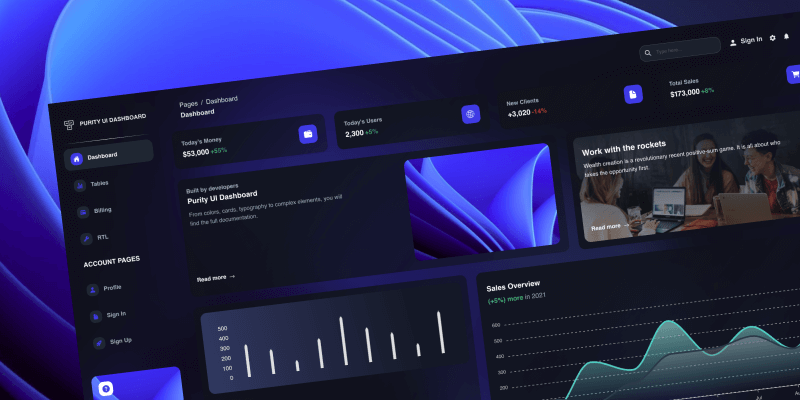 PURITY UI DASHBOARD
Dashboard
Tables
Billing
RTL
ACCOUNT PAGES
Profile
Sign In
Sign Up
Pages / Dashboard
Dashboard
Type here...
Sign In
Today's Money
$53,000 +55%
Today's Users
2,300 +5%
New Clients
+3,020 -14%
Total Sales
$173,000 +8%
Built by developers
Purity UI Dashboard
From colors, cards, typography to complex elements, you will
find the full documentation.
Read more →
Work with the rockets
Wealth creation is a revolutionary recent positive-sum game. It is all about who
takes the opportunity first.
Read more →
500
400
300
200
100
0
Sales Overview
(+5%) more in 2021
600
500
400
300
200
Jul